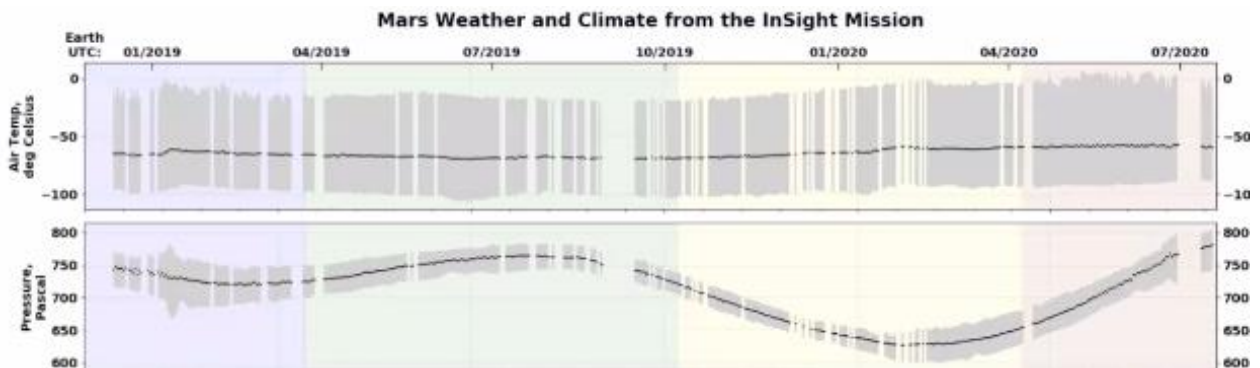 Mars Weather and Climate from the InSight Mission
Earth
UTC: 01/2019 04/2019 07/2019 10/2019 01/2020 04/2020 07/2020
Air Temp,
deg Celsius
0 0
−50 −50
−100 −10
Pressure,
Pascal
800 800
750 750
700 700
650 650
600 600